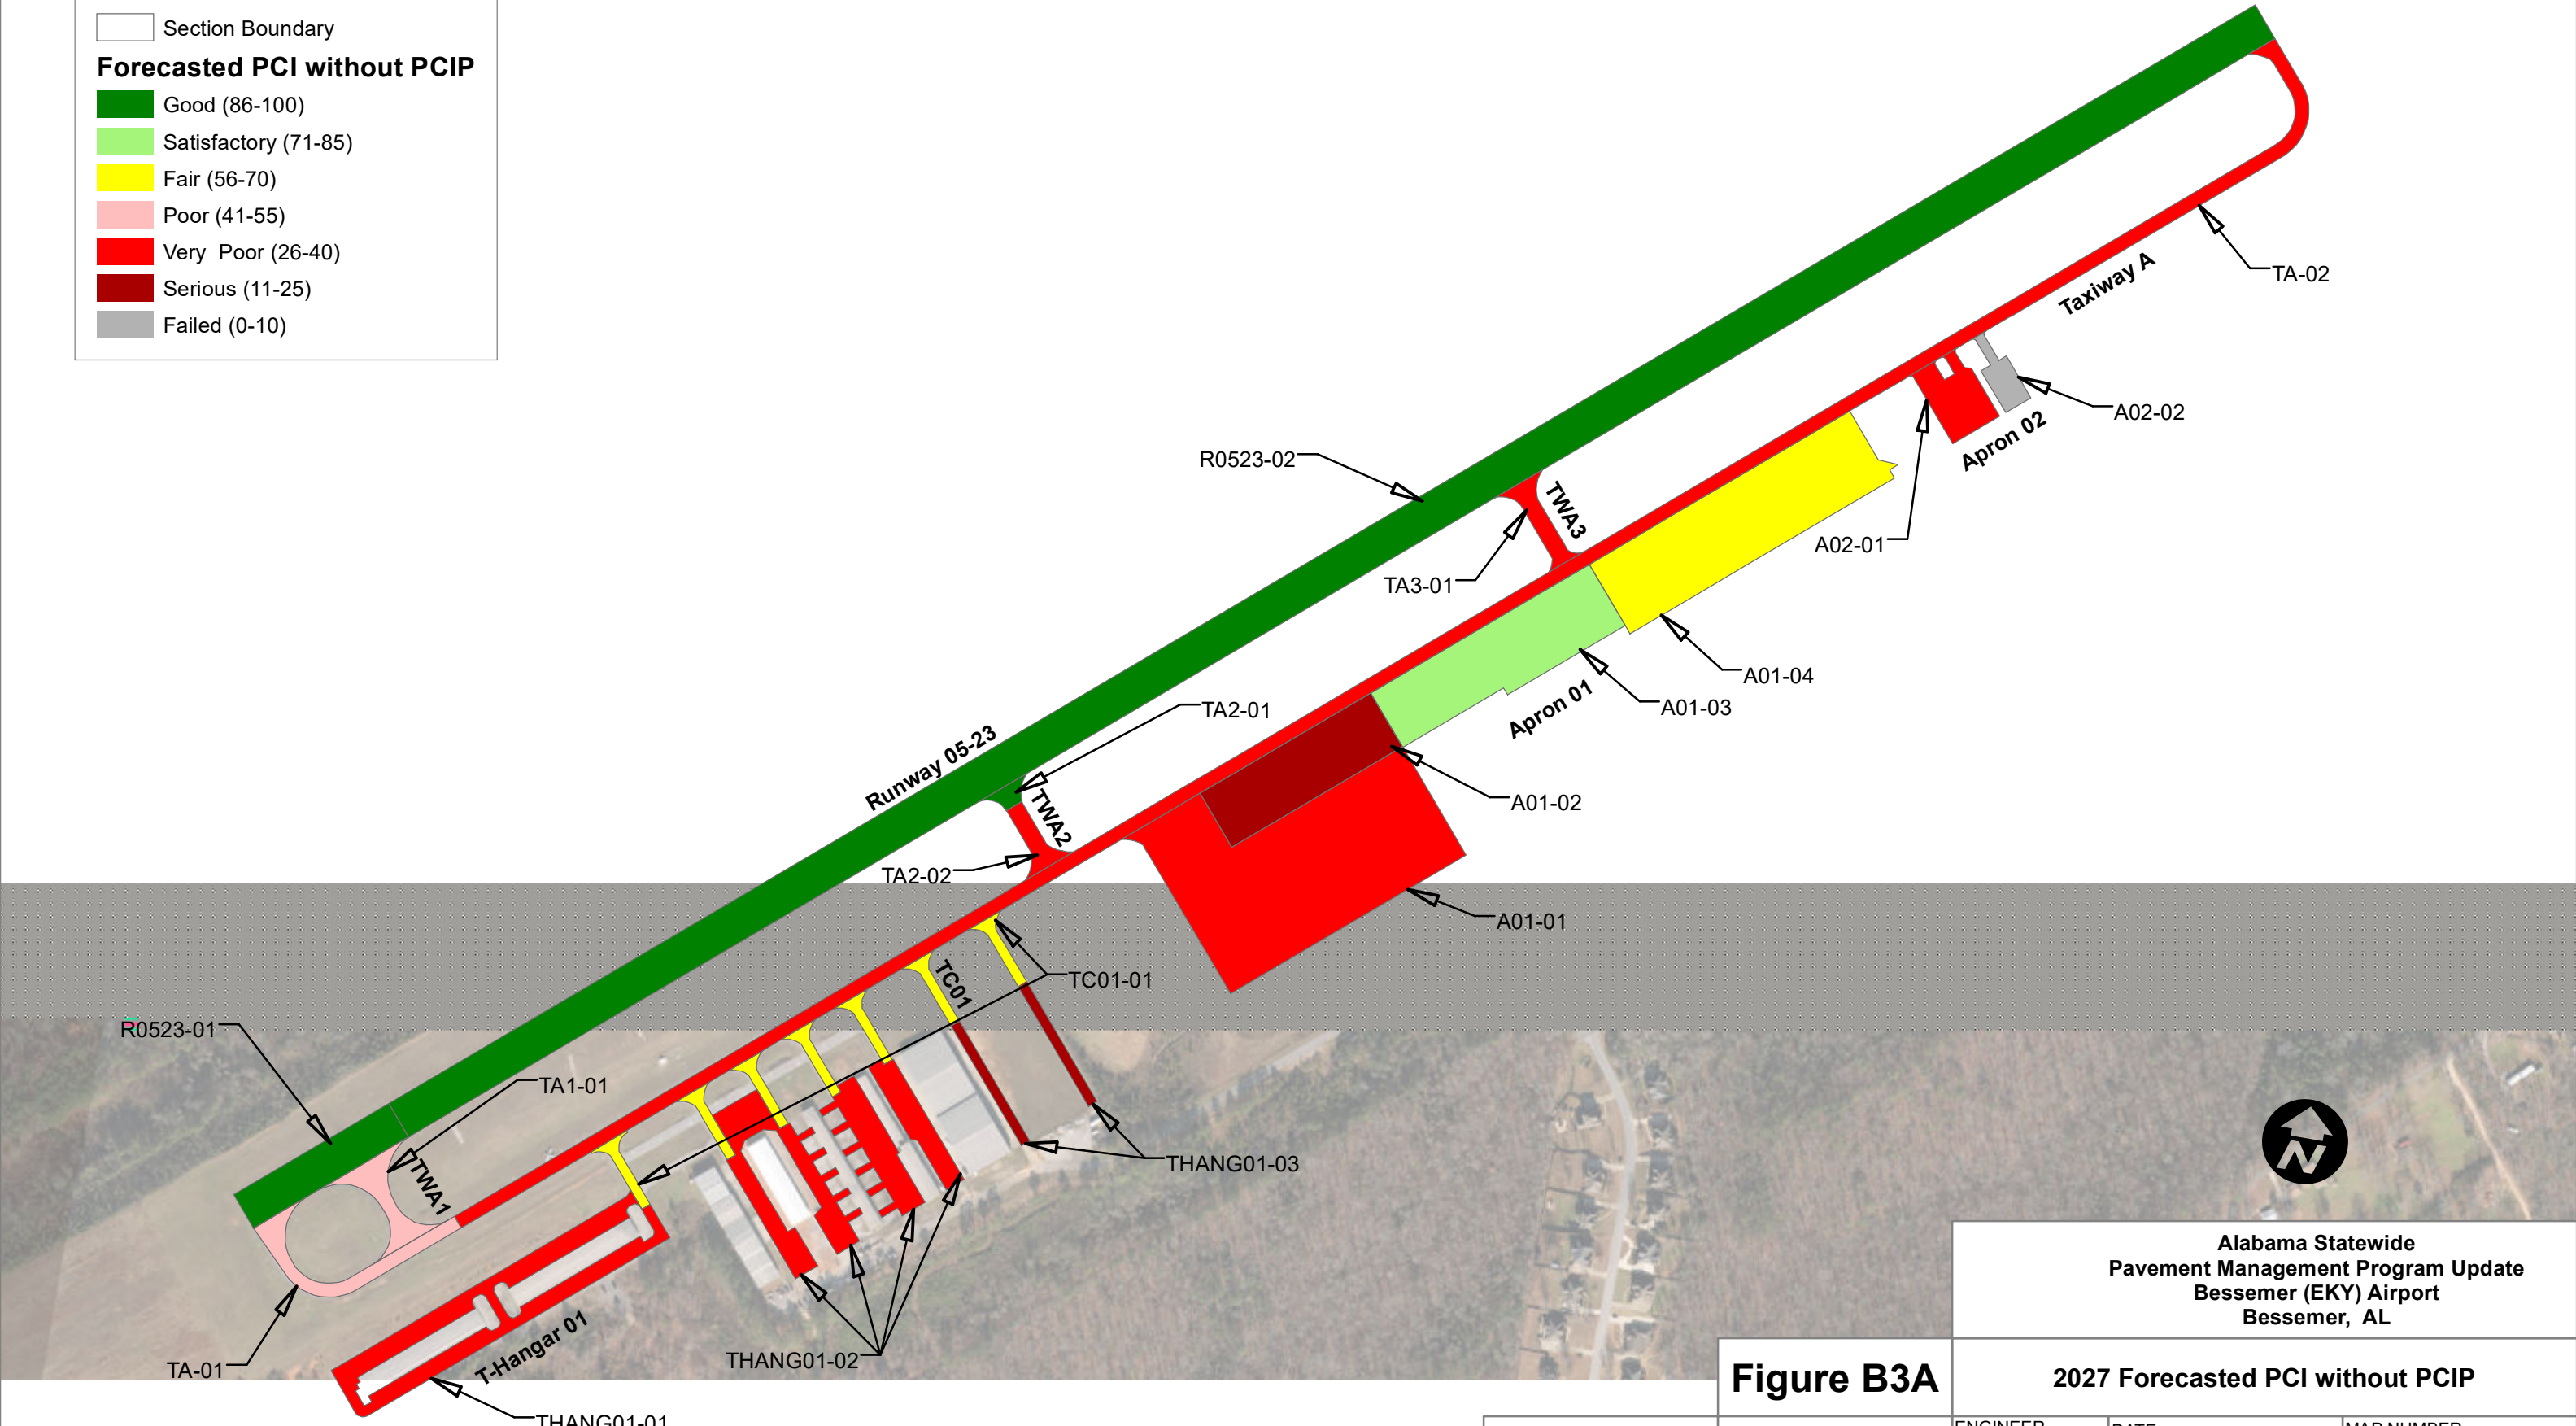 Section Boundary
Forecasted PCI without PCIP
Good (86-100)
Satisfactory (71-85)
Fair (56-70)
Poor (41-55)
Very  Poor (26-40)
Serious (11-25)
Failed (0-10)
TA-02
Taxiway A
A02-02
Apron 02
R0523-02
TWA3
A02-01
TA3-01
A01-04
A01-03
Apron 01
TA2-01
Runway 05-23
TWA2
A01-02
TA2-02
A01-01
TC01-01
TC01
R0523-01
TA1-01
TWA1
THANG01-03
T-Hangar 01
THANG01-02
TA-01
THANG01-01
N
Alabama Statewide
Pavement Management Program Update
Bessemer (EKY) Airport
Bessemer, AL
Figure B3A
2027 Forecasted PCI without PCIP
ENGINEER
DATE
MAP NUMBER